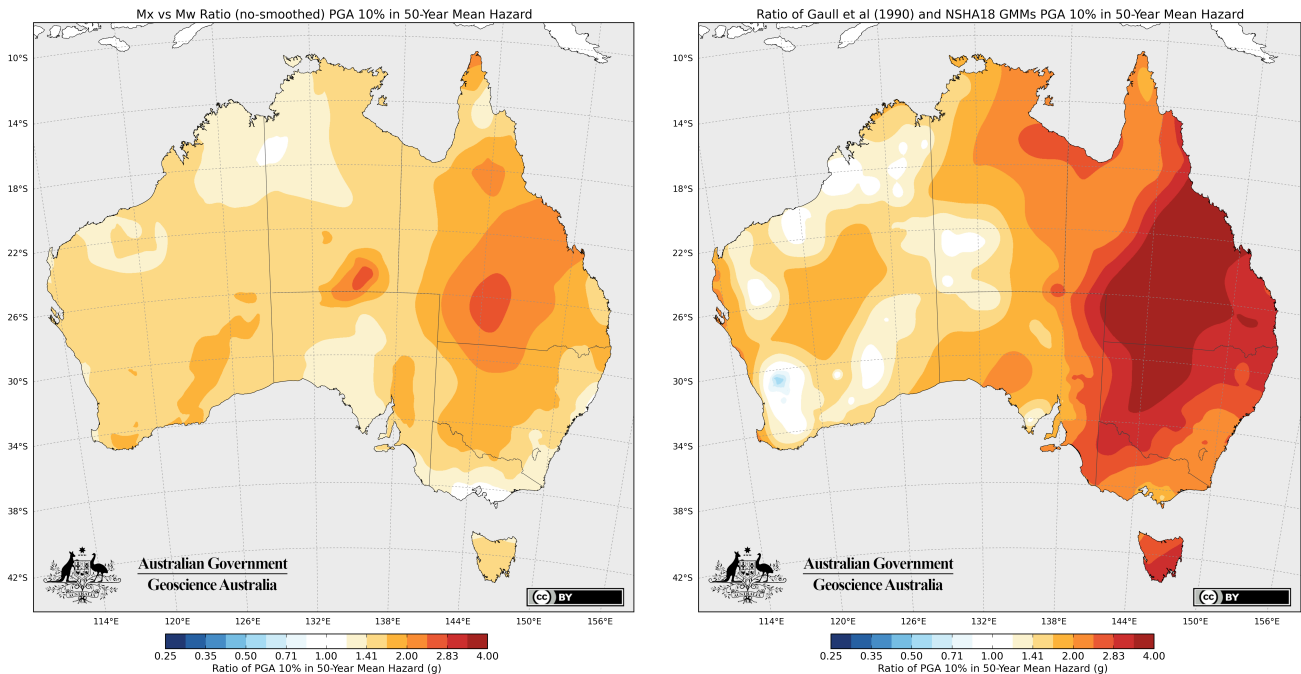 Mx vs Mw Ratio (no-smoothed) PGA 10% in 50-Year Mean Hazard
10°S
14°S
18°S
22°S
26°S
30°S
34°S
38°S
42°S
Australian Government
Geoscience Australia
cc BY
114°E 120°E 126°E 132°E 138°E 144°E 150°E 156°E
0.25 0.35 0.50 0.71 1.00 1.41 2.00 2.83 4.00
Ratio of PGA 10% in 50-Year Mean Hazard (g)
Ratio of Gaull et al (1990) and NSHA18 GMMs PGA 10% in 50-Year Mean Hazard
10°S
14°S
18°S
22°S
26°S
30°S
34°S
38°S
42°S
Australian Government
Geoscience Australia
cc BY
114°E 120°E 126°E 132°E 138°E 144°E 150°E 156°E
0.25 0.35 0.50 0.71 1.00 1.41 2.00 2.83 4.00
Ratio of PGA 10% in 50-Year Mean Hazard (g)